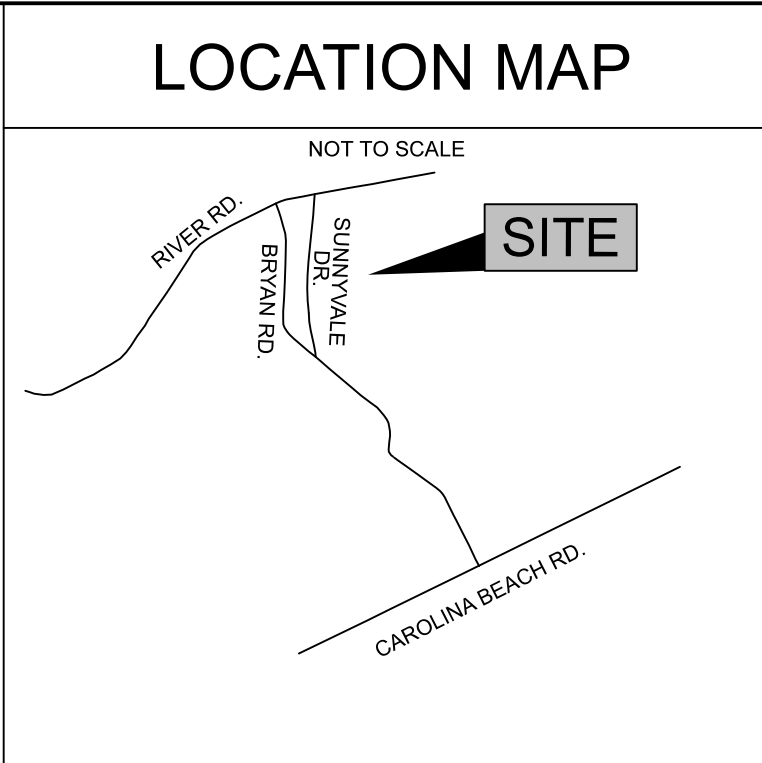 LOCATION MAP
NOT TO SCALE
RIVER RD.
BRYAN RD.
SUNNYVALE
DR.
SITE
CAROLINA BEACH RD.